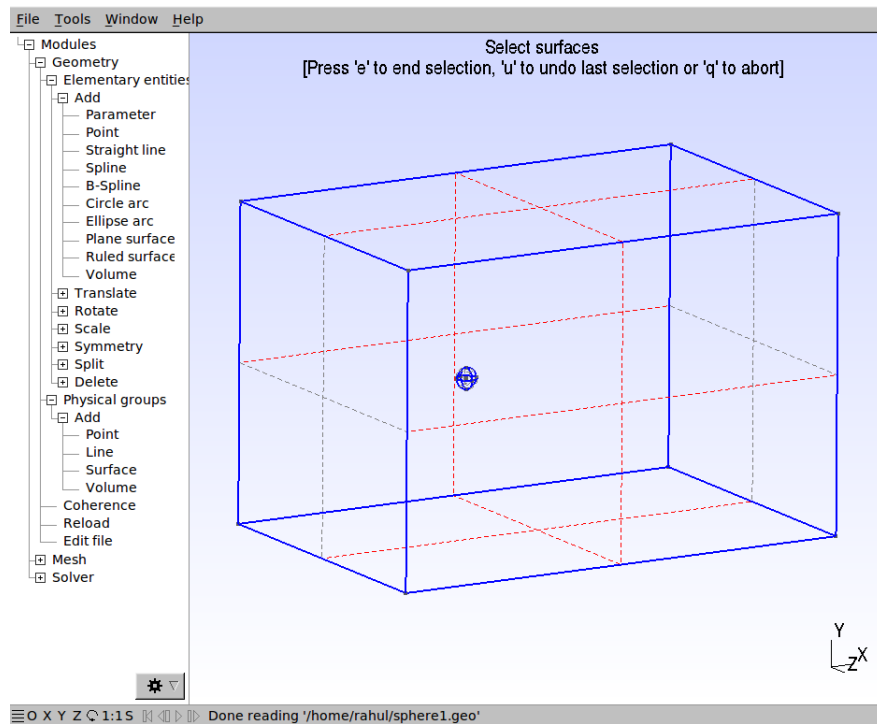 File Tools Window Help
Modules
Geometry
Elementary entities
Add
Parameter
Point
Straight line
Spline
B-Spline
Circle arc
Ellipse arc
Plane surface
Ruled surface
Volume
Translate
Rotate
Scale
Symmetry
Split
Delete
Physical groups
Add
Point
Line
Surface
Volume
Coherence
Reload
Edit file
Mesh
Solver
Select surfaces
[Press 'e' to end selection, 'u' to undo last selection or 'q' to abort]
Y
Z X
O X Y Z 1:1 S Done reading '/home/rahul/sphere1.geo'